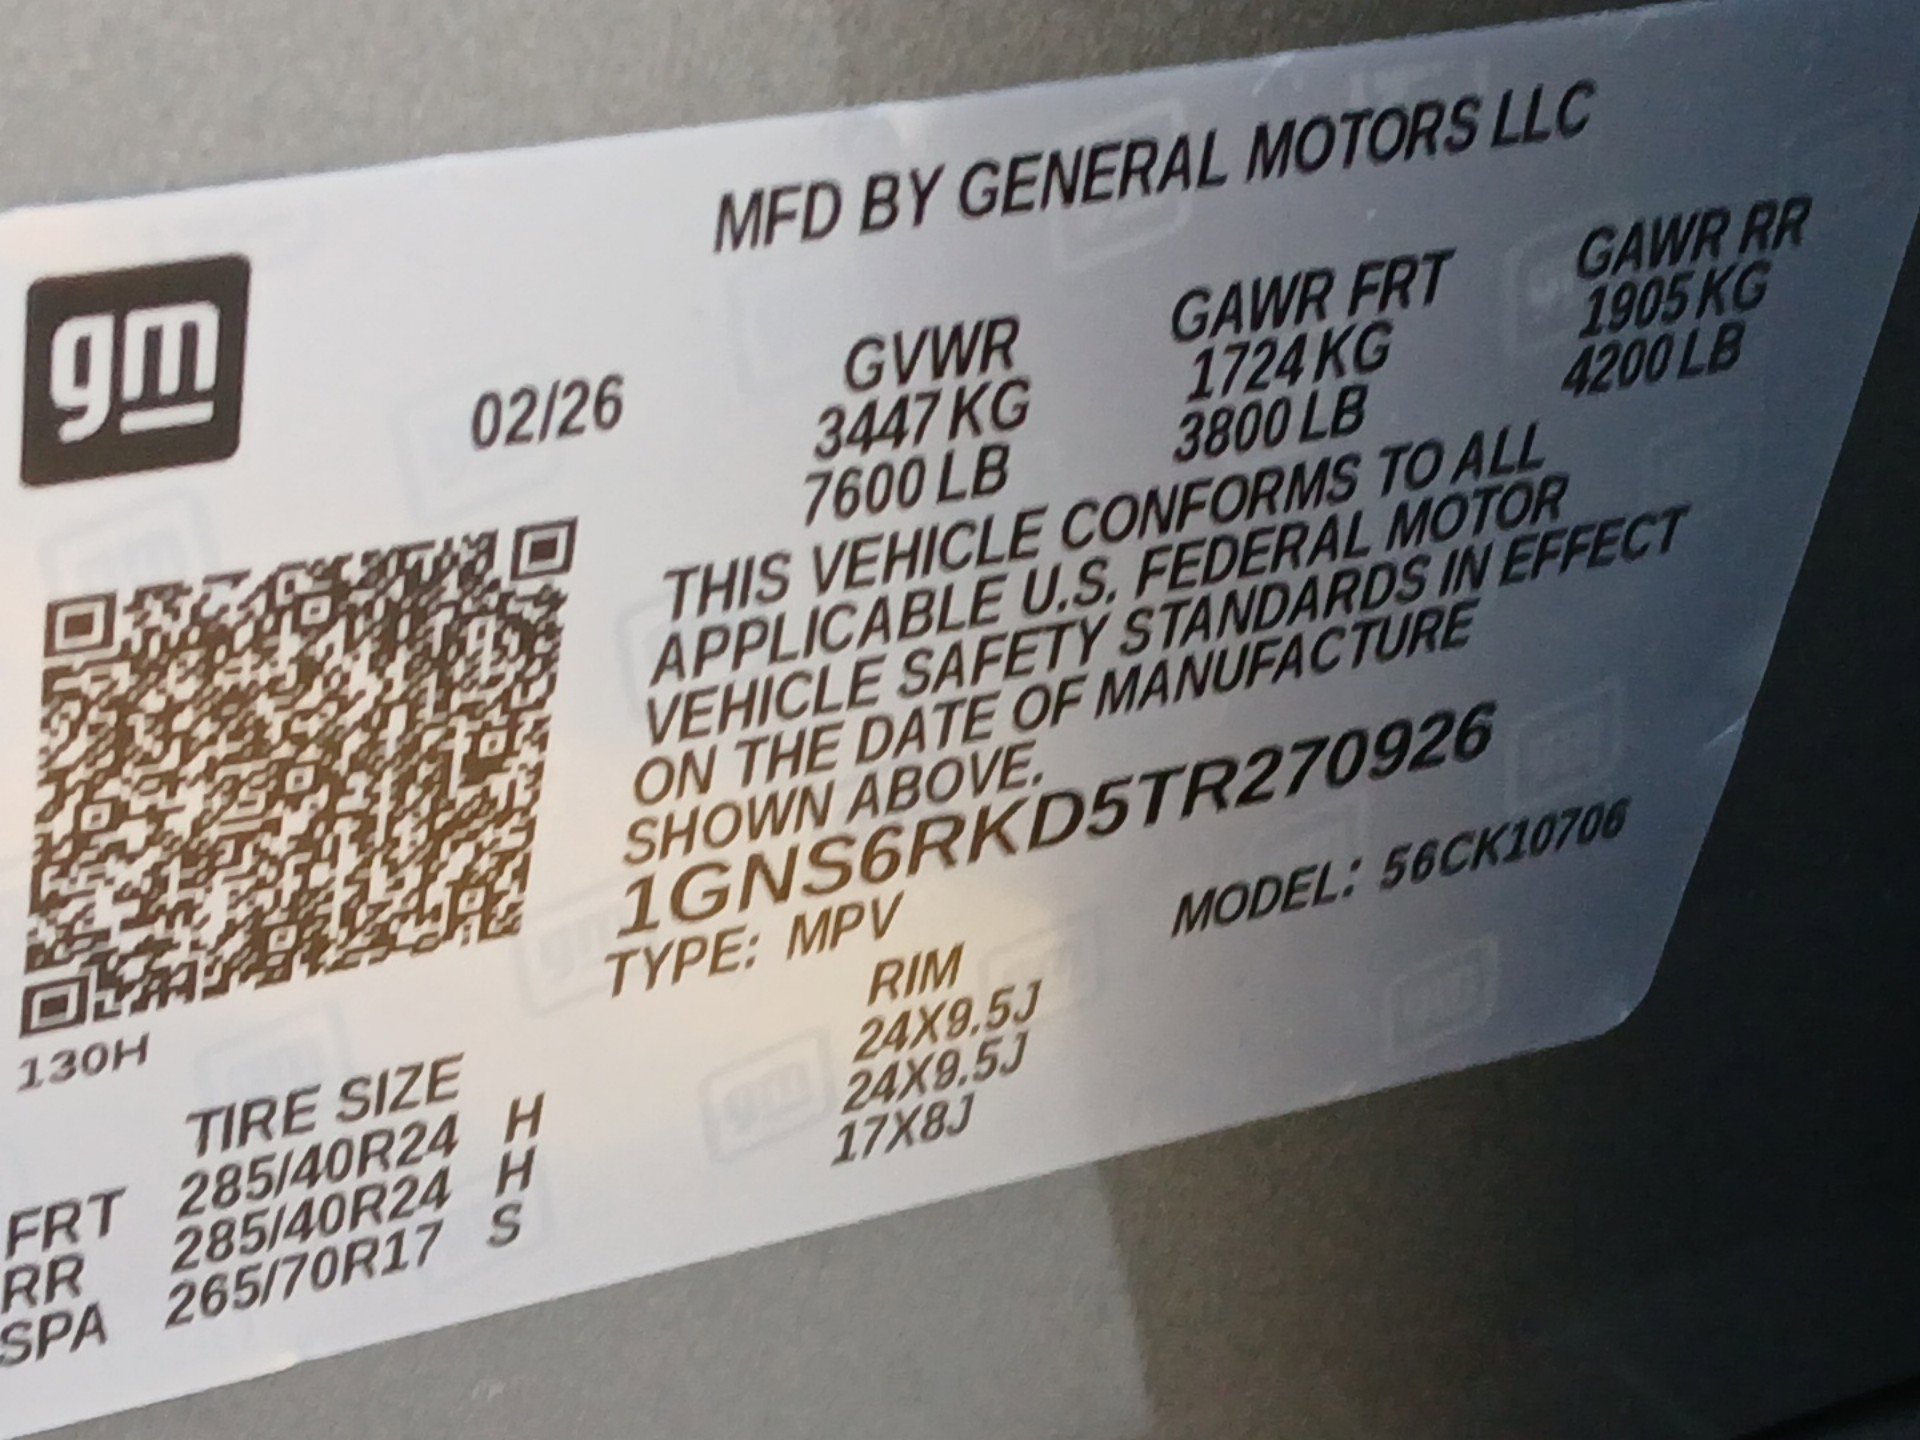 MFD BY GENERAL MOTORS LLC
gm
02/26
GVWR GAWR FRT GAWR RR
3447 KG 1724 KG 1905 KG
7600 LB 3800 LB 4200 LB
THIS VEHICLE CONFORMS TO ALL
APPLICABLE U.S. FEDERAL MOTOR
VEHICLE SAFETY STANDARDS IN EFFECT
ON THE DATE OF MANUFACTURE
SHOWN ABOVE.
1GNS6RKD5TR270926
TYPE: MPV MODEL: 56CK10706
130H
TIRE SIZE RIM
FRT 285/40R24 H 24X9.5J
RR 285/40R24 H 24X9.5J
SPA 265/70R17 S 17X8J